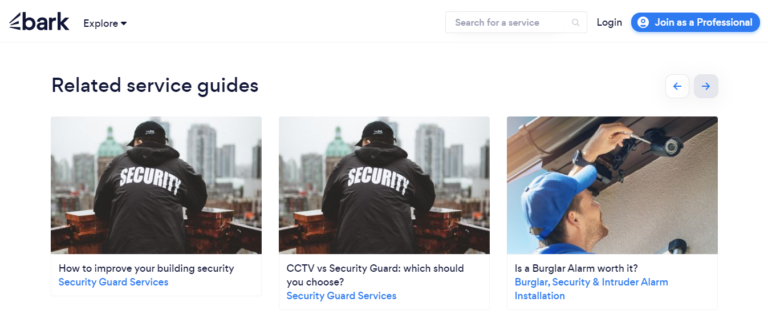 bark
Explore
Search for a service
Login
Join as a Professional
Related service guides
SECURITY
SECURITY
How to improve your building security
Security Guard Services
CCTV vs Security Guard: which should
you choose?
Security Guard Services
Is a Burglar Alarm worth it?
Burglar, Security & Intruder Alarm
Installation